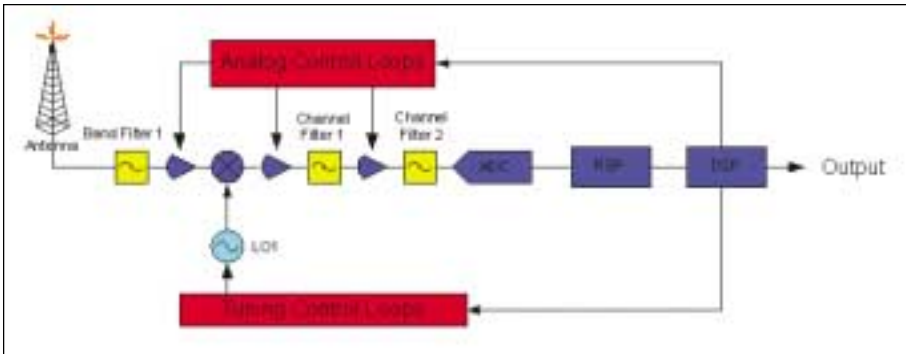 Analog Control Loops
Antenna
Band Filter 1
Channel
Filter 1
Channel
Filter 2
ADC
RSP
DSP
Output
LO1
Tuning Control Loops